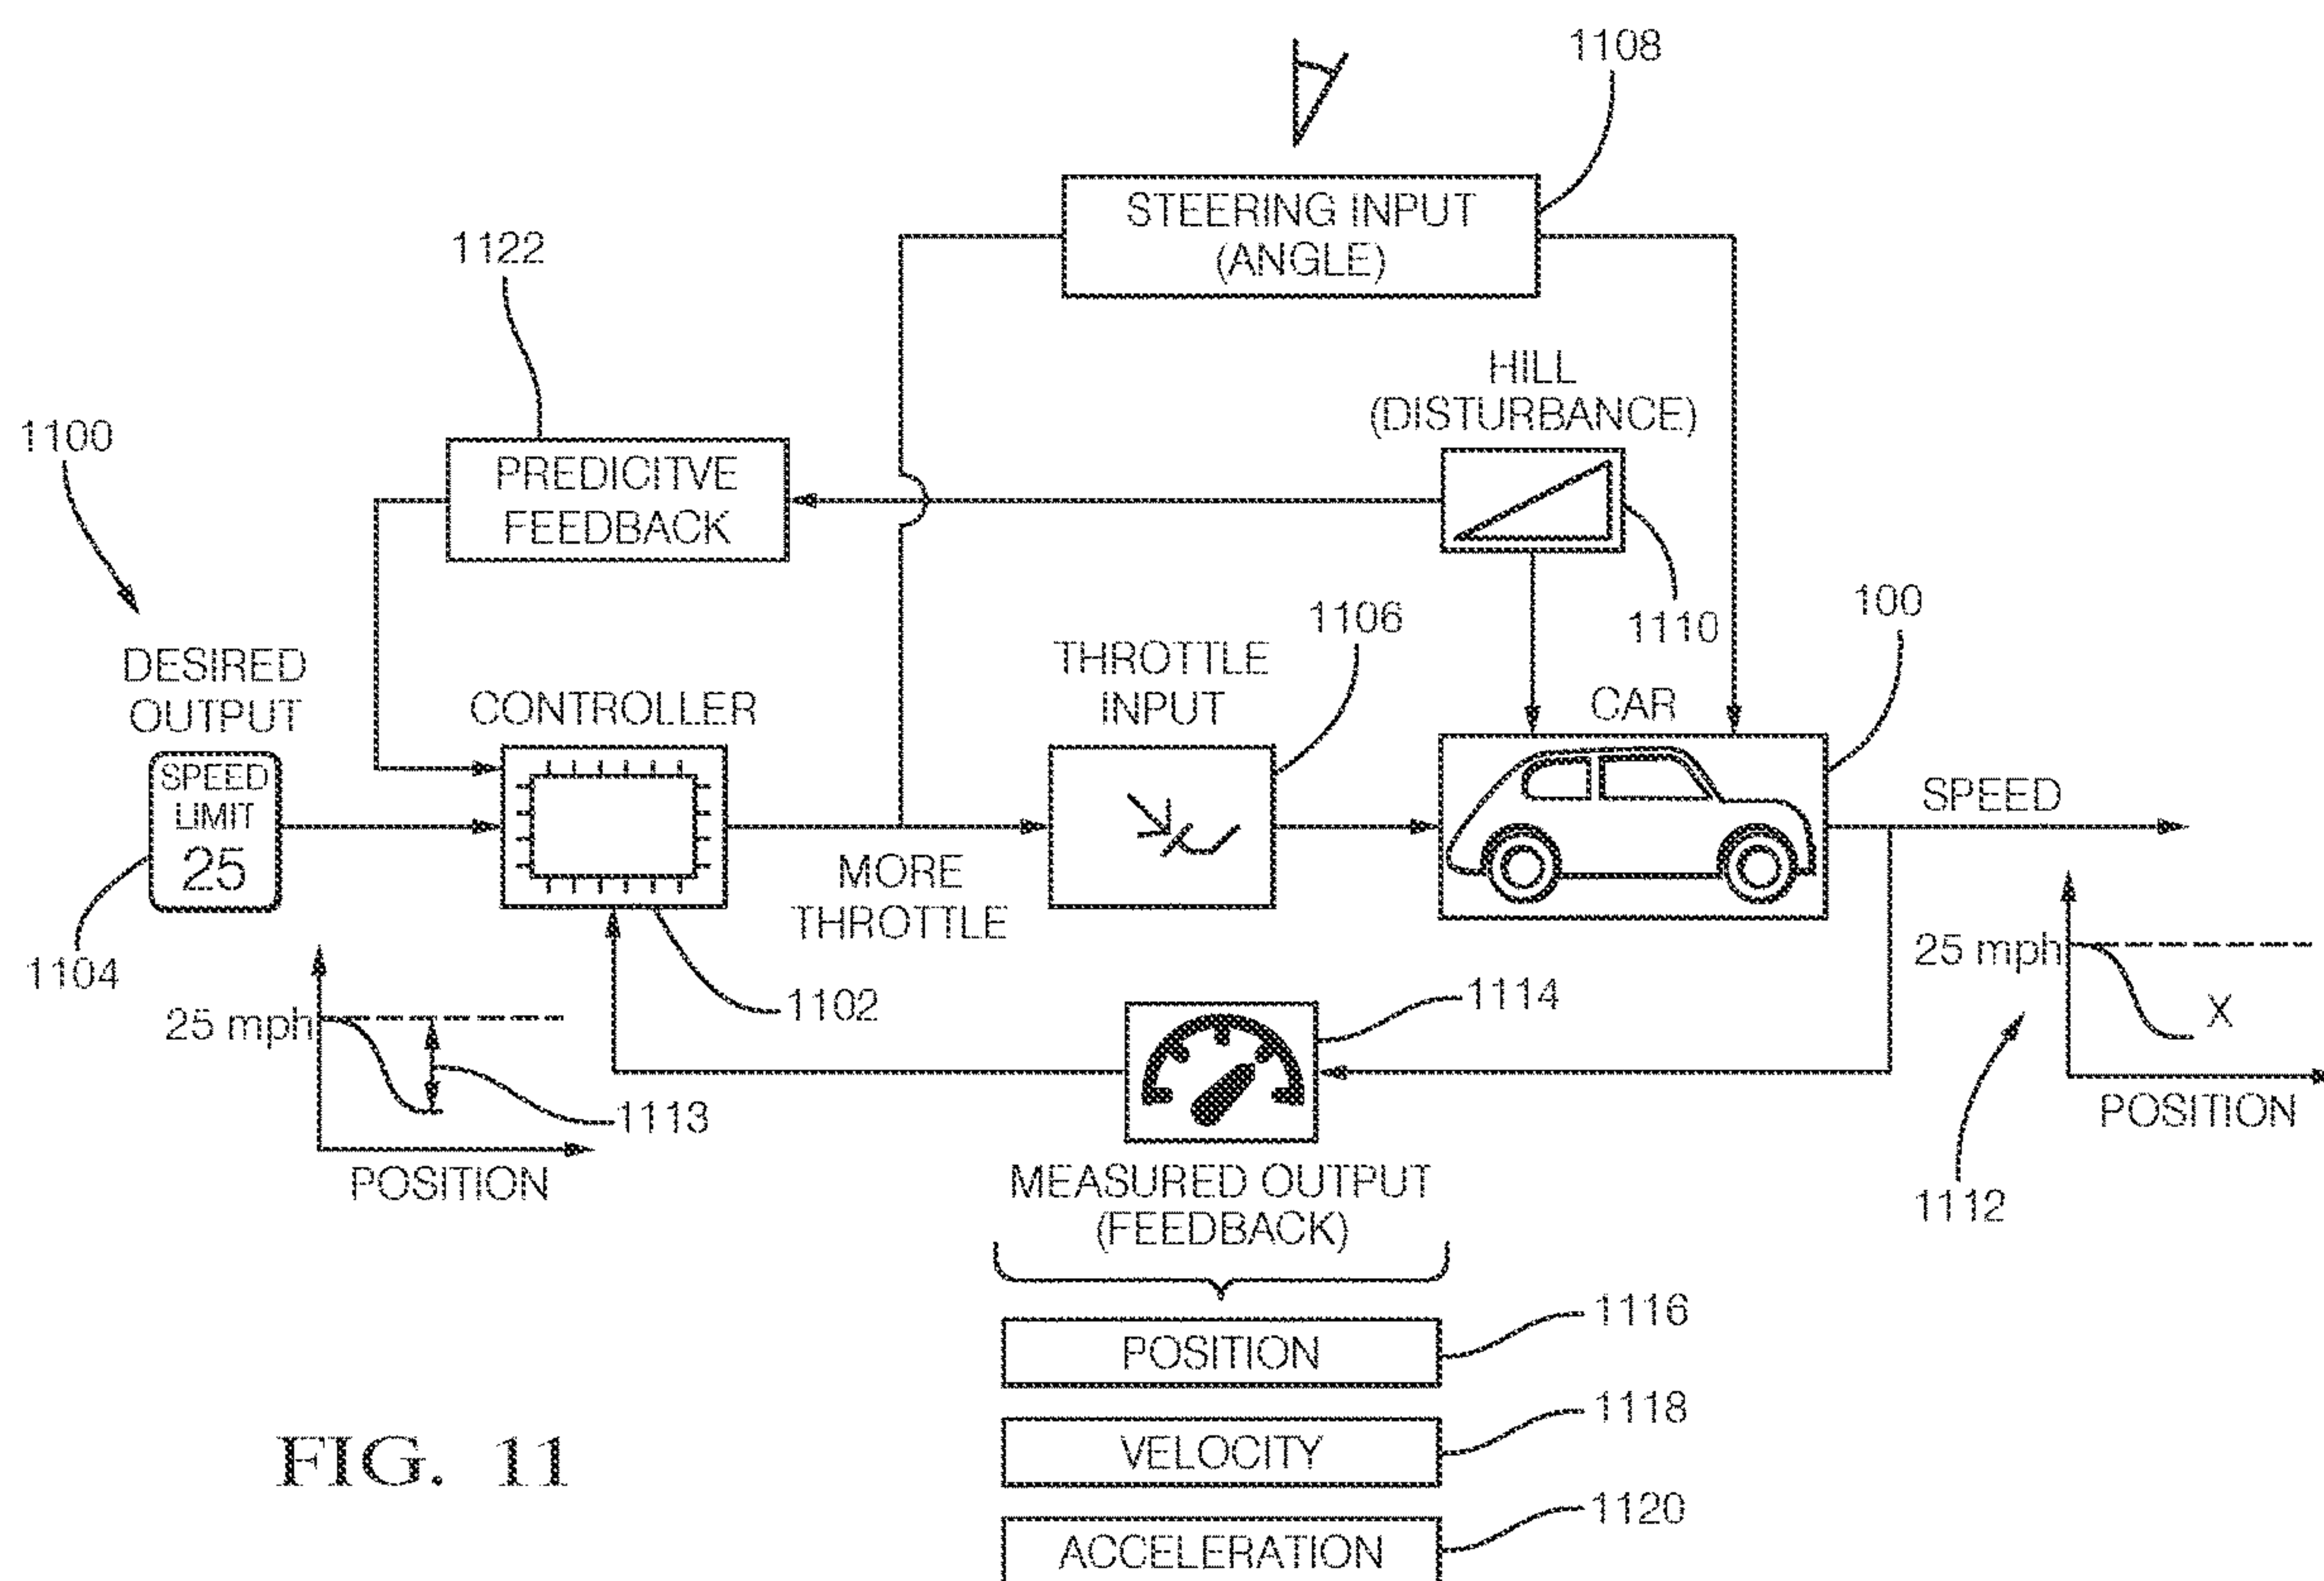 1108
STEERING INPUT
(ANGLE)
1122
HILL
(DISTURBANCE)
1100
PREDICITVE
FEEDBACK
1110
100
1106
DESIRED
OUTPUT
CONTROLLER
THROTTLE
INPUT
CAR
SPEED
LIMIT
25
SPEED
MORE
THROTTLE
1104
25 mph
1102
1114
25 mph
X
1113
POSITION
POSITION
MEASURED OUTPUT
(FEEDBACK)
1112
POSITION
1116
VELOCITY
1118
ACCELERATION
1120
FIG. 11